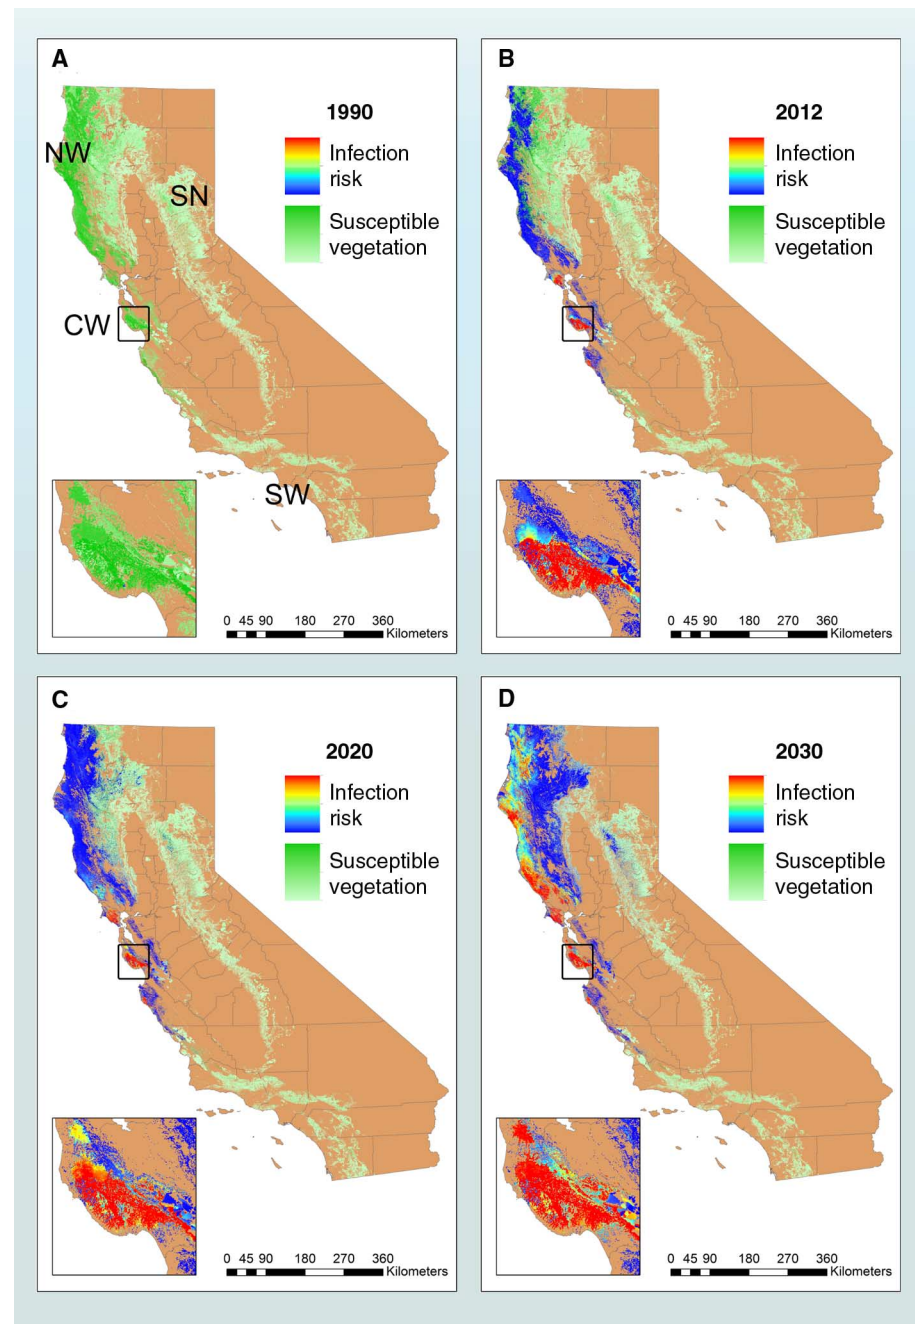 A
1990
Infection
risk
Susceptible
vegetation
NW
SN
CW
SW
0 45 90 180 270 360
Kilometers
B
2012
Infection
risk
Susceptible
vegetation
0 45 90 180 270 360
Kilometers
C
2020
Infection
risk
Susceptible
vegetation
0 45 90 180 270 360
Kilometers
D
2030
Infection
risk
Susceptible
vegetation
0 45 90 180 270 360
Kilometers